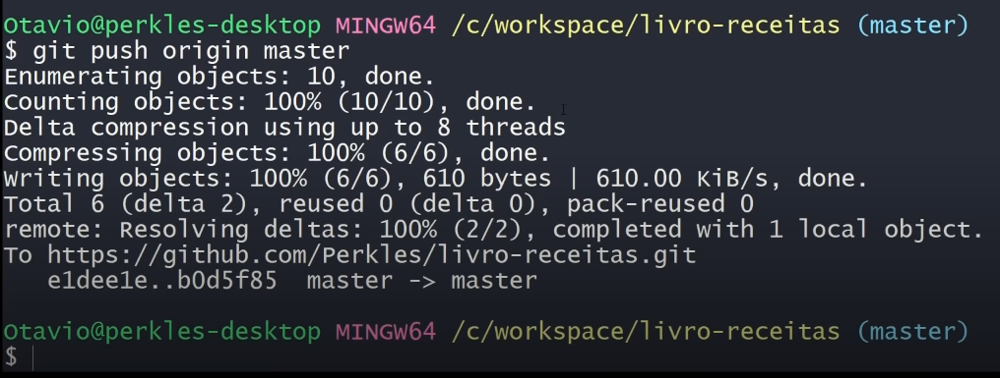 Otavio@perkles-desktop MINGW64 /c/workspace/livro-receitas (master)
$ git push origin master
Enumerating objects: 10, done.
Counting objects: 100% (10/10), done.
Delta compression using up to 8 threads
Compressing objects: 100% (6/6), done.
Writing objects: 100% (6/6), 610 bytes | 610.00 KiB/s, done.
Total 6 (delta 2), reused 0 (delta 0), pack-reused 0
remote: Resolving deltas: 100% (2/2), completed with 1 local object.
To https://github.com/Perkles/livro-receitas.git
   e1dee1e..b0d5f85  master -> master
Otavio@perkles-desktop MINGW64 /c/workspace/livro-receitas (master)
$